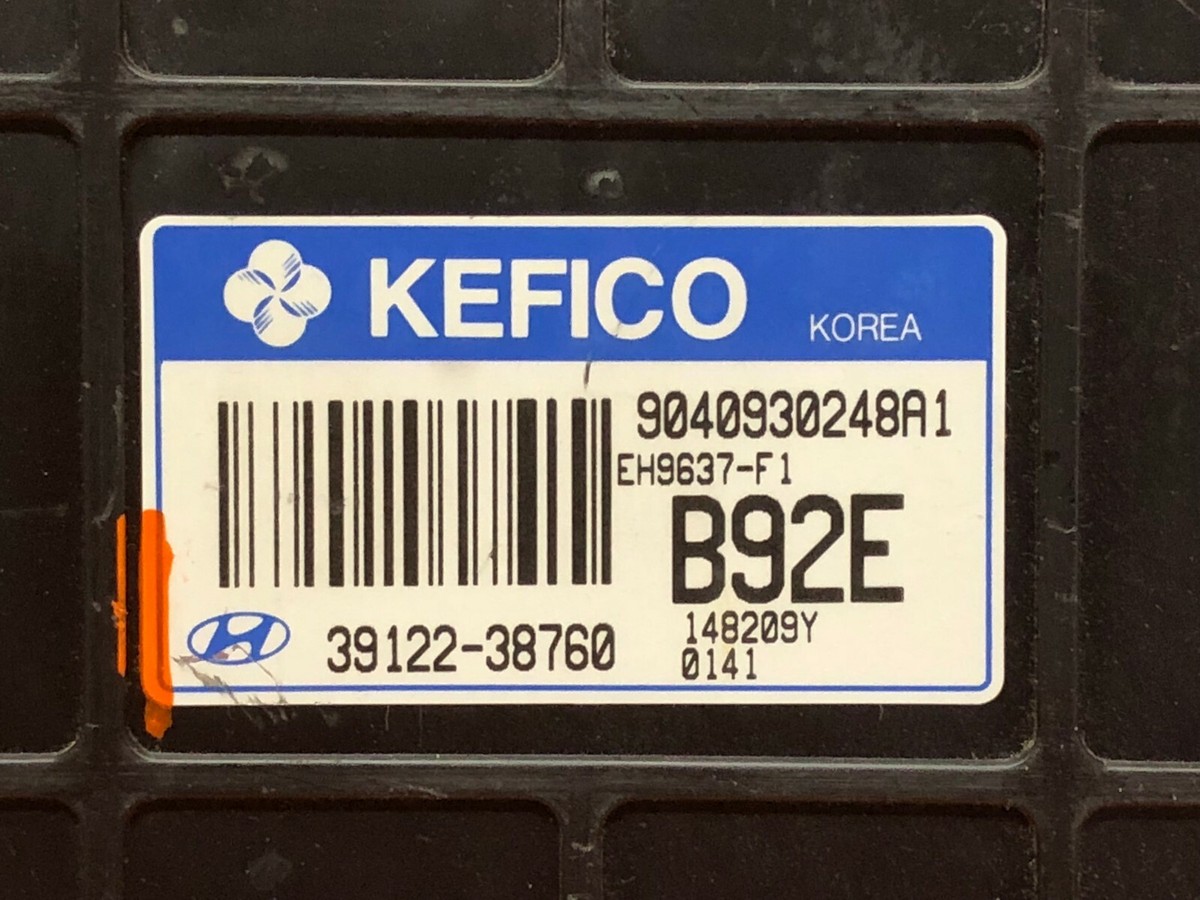 KEFICO
KOREA
9040930248A1
EH9637-F1
B92E
39122-38760
148209Y
0141